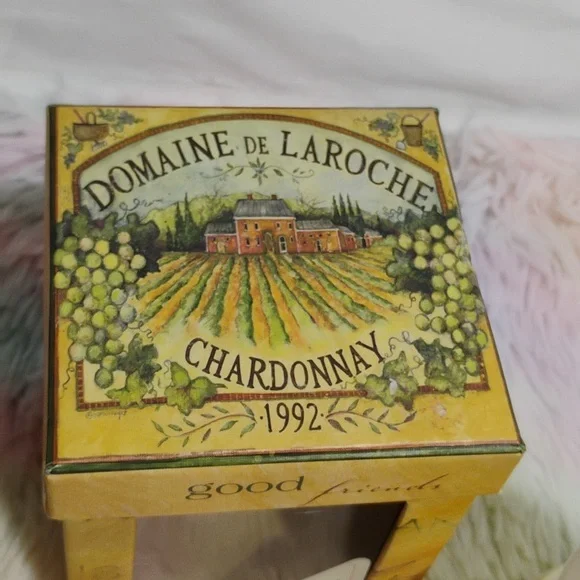 DOMAINE DE LAROCHE
CHARDONNAY
·1992·
good friends